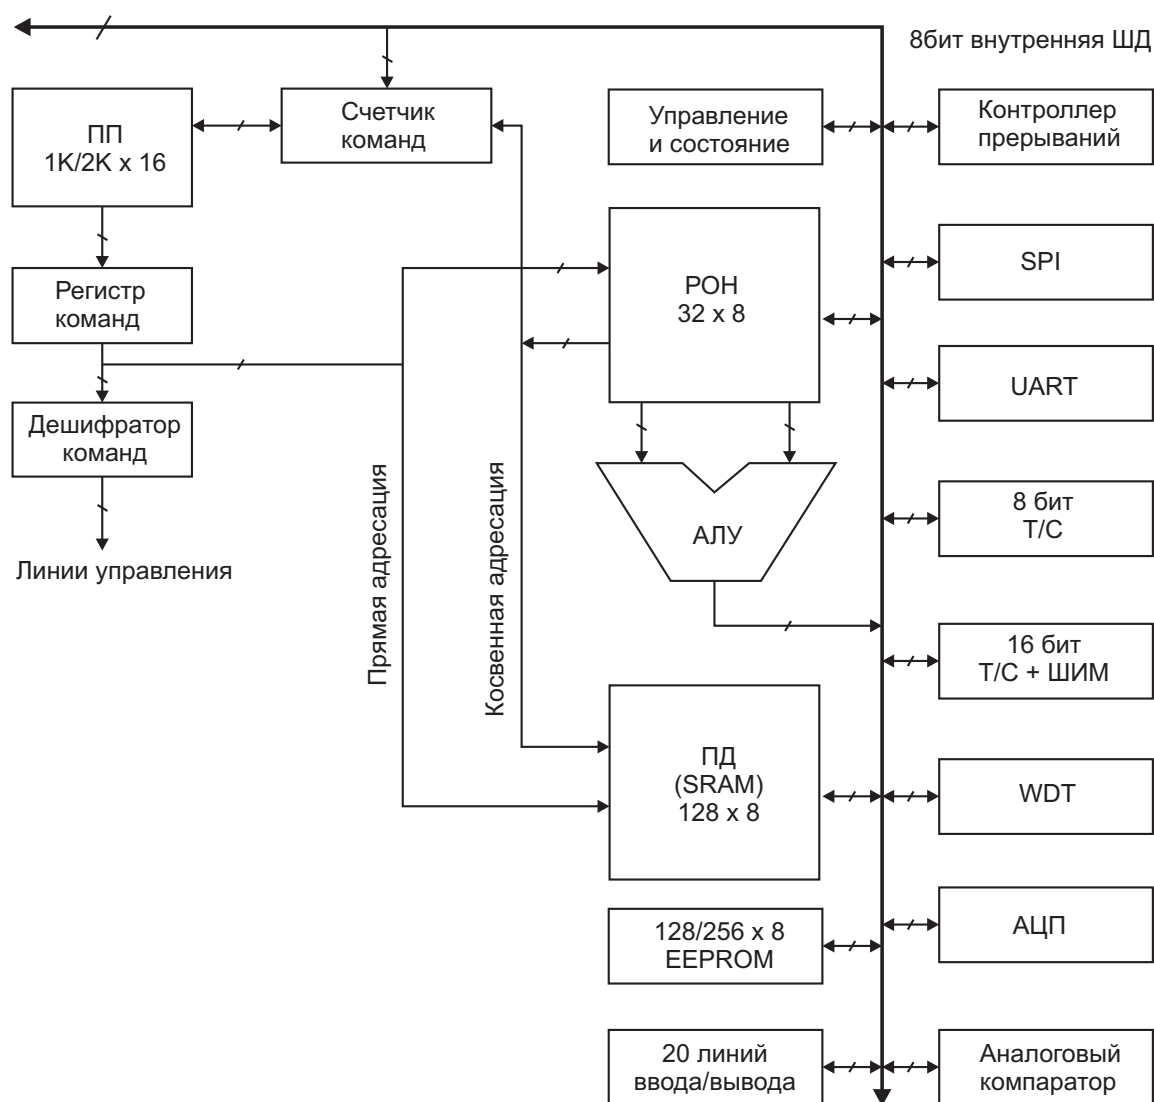 8бит внутренняя ШД
ПП
1K/2K x 16
Счетчик
команд
Управление
и состояние
Контроллер
прерываний
Регистр
команд
РОН
32 x 8
SPI
UART
Дешифратор
команд
Линии управления
Прямая адресация
Косвенная адресация
АЛУ
8 бит
Т/С
16 бит
Т/С + ШИМ
ПД
(SRAM)
128 x 8
WDT
128/256 x 8
EEPROM
АЦП
20 линий
ввода/вывода
Аналоговый
компаратор